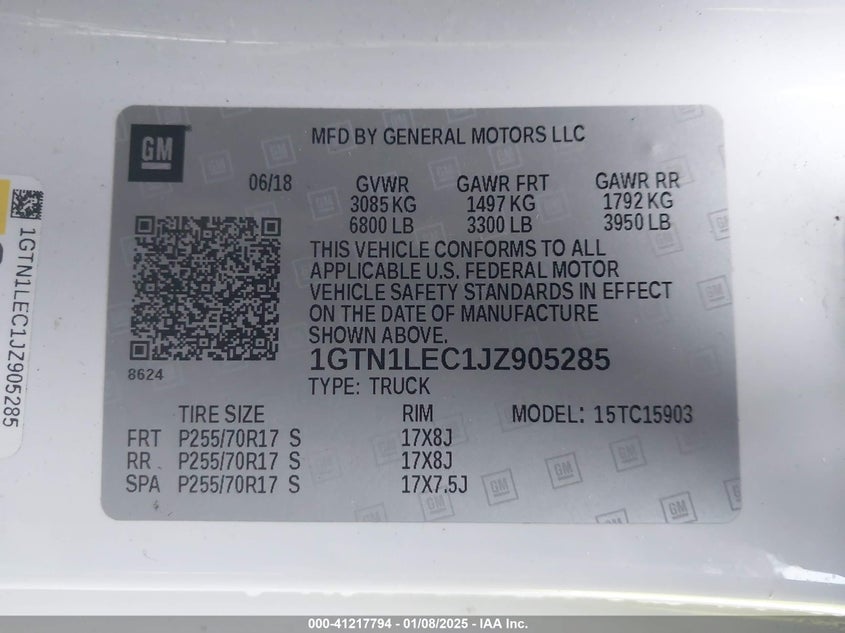 GM
MFD BY GENERAL MOTORS LLC
06/18
GVWR GAWR FRT GAWR RR
3085 KG 1497 KG 1792 KG
6800 LB 3300 LB 3950 LB
THIS VEHICLE CONFORMS TO ALL
APPLICABLE U.S. FEDERAL MOTOR
VEHICLE SAFETY STANDARDS IN EFFECT
ON THE DATE OF MANUFACTURE
SHOWN ABOVE.
1GTN1LEC1JZ905285
8624
TYPE: TRUCK
TIRE SIZE RIM MODEL: 15TC15903
FRT P255/70R17 S 17X8J
RR P255/70R17 S 17X8J
SPA P255/70R17 S 17X7.5J
1GTN1LEC1JZ905285
000-41217794 - 01/08/2025 - IAA Inc.